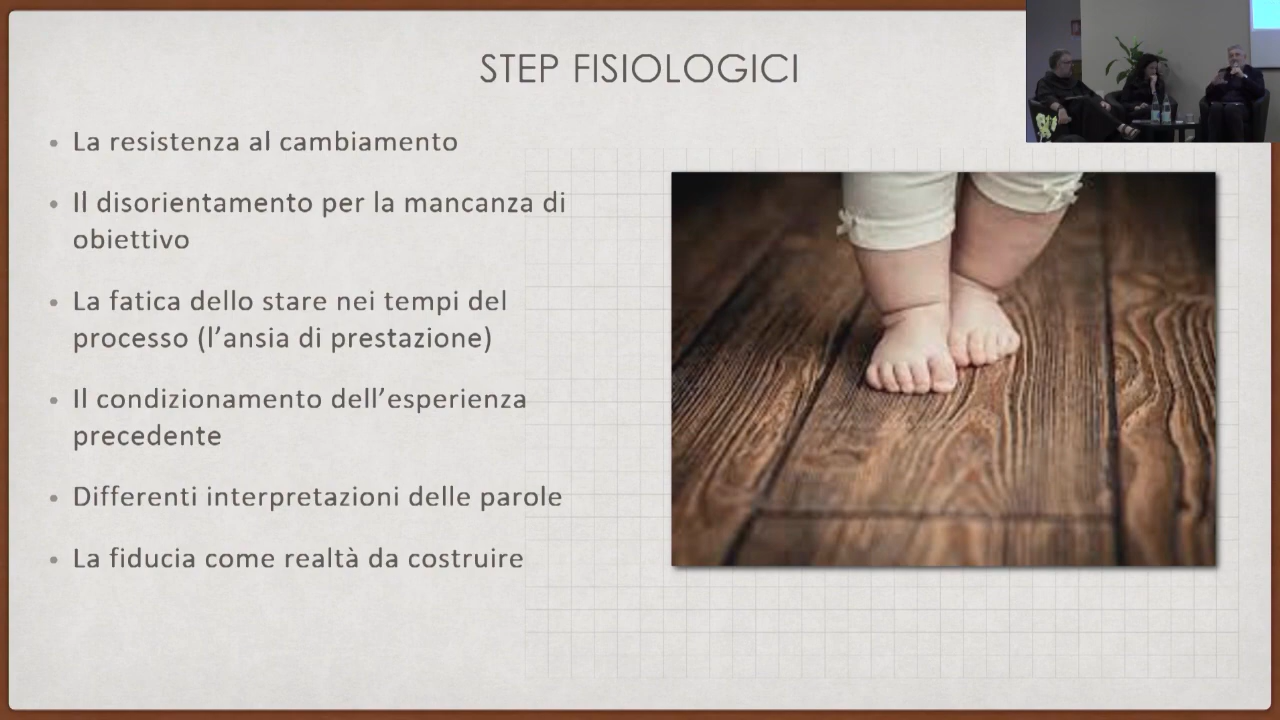 STEP FISIOLOGICI
La resistenza al cambiamento
Il disorientamento per la mancanza di
obiettivo
La fatica dello stare nei tempi del
processo (l'ansia di prestazione)
Il condizionamento dell'esperienza
precedente
Differenti interpretazioni delle parole
La fiducia come realtà da costruire